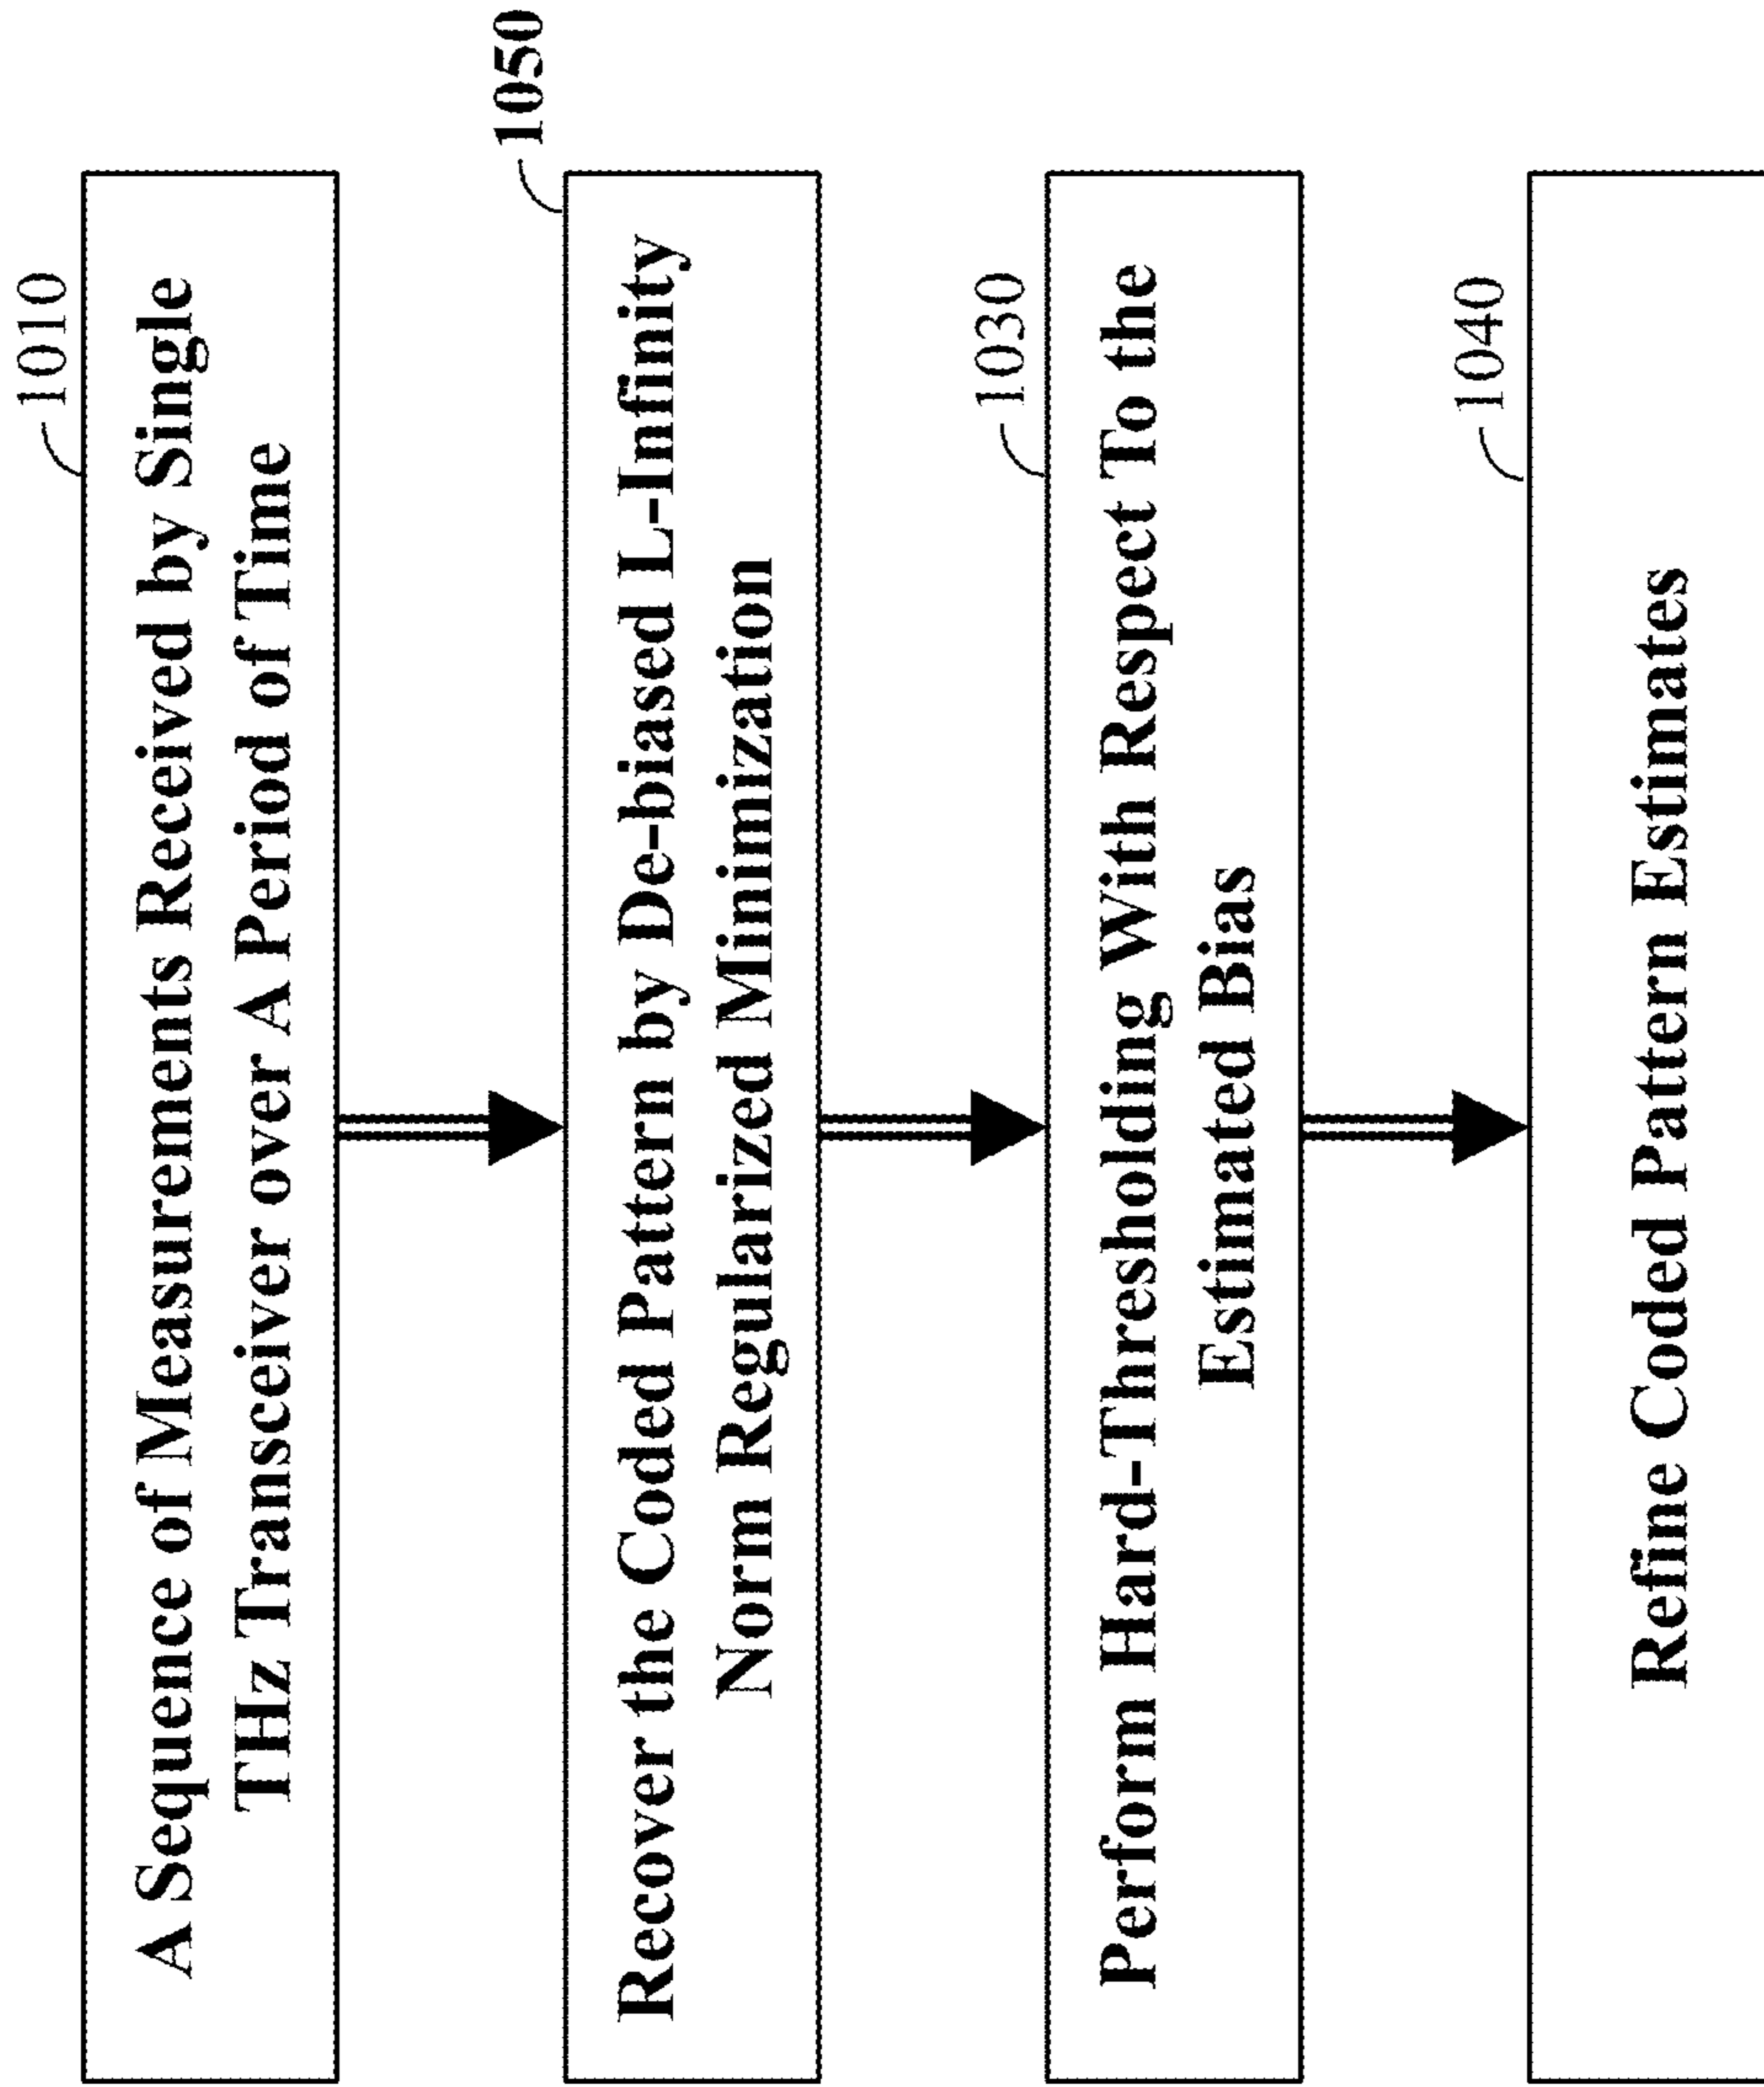 1010
A Sequence of Measurements Received by Single
THz Transceiver over A Period of Time
1050
Recover the Coded Pattern by De-biased L-Infinity
Norm Regularized Minimization
1030
Perform Hard-Thresholding With Respect To the
Estimated Bias
1040
Refine Coded Pattern Estimates